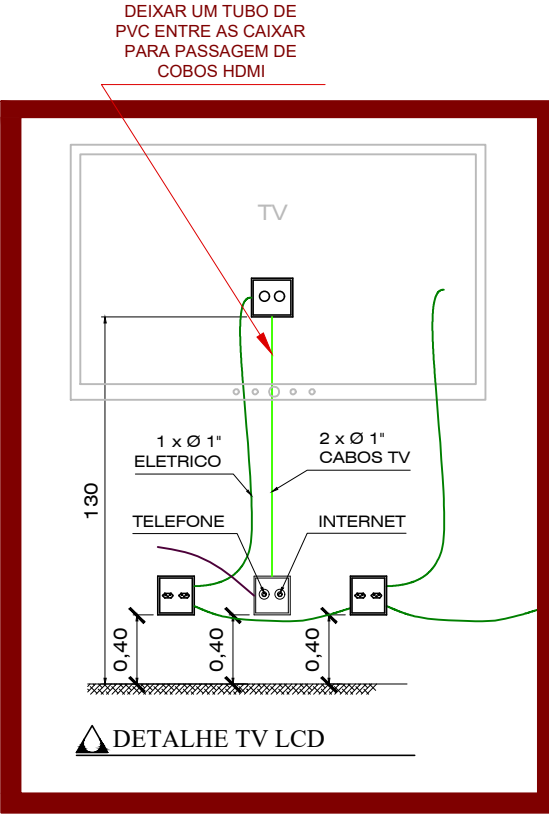 DEIXAR UM TUBO DE
PVC ENTRE AS CAIXAR
PARA PASSAGEM DE
COBOS HDMI
TV
1 x Ø 1"
ELETRICO
2 x Ø 1"
CABOS TV
130
TELEFONE
INTERNET
0,40
0,40
0,40
DETALHE TV LCD